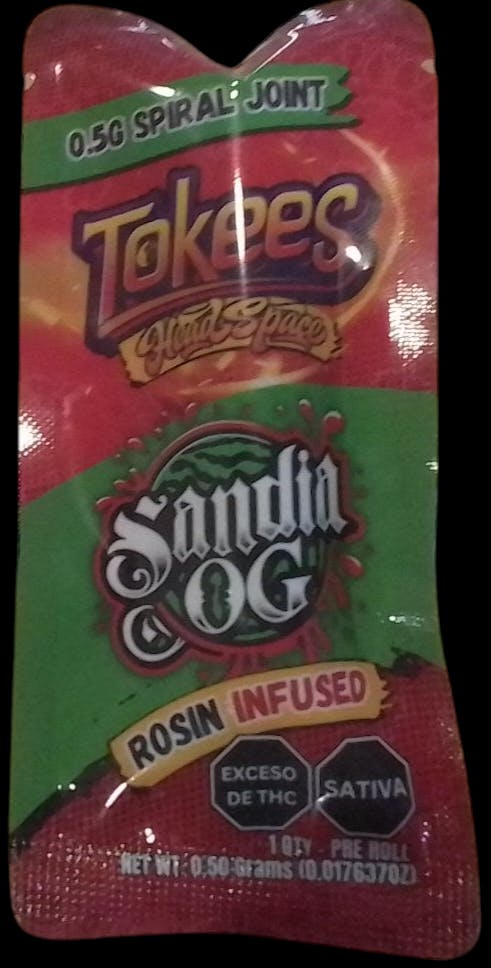 0.5G SPIRAL JOINT
Tokees
Head Space
Sandia
OG
ROSIN INFUSED
EXCESO
DE THC
SATIVA
1 QTY - PRE ROLL
NET WT: 0.50 Grams (0.017637OZ)